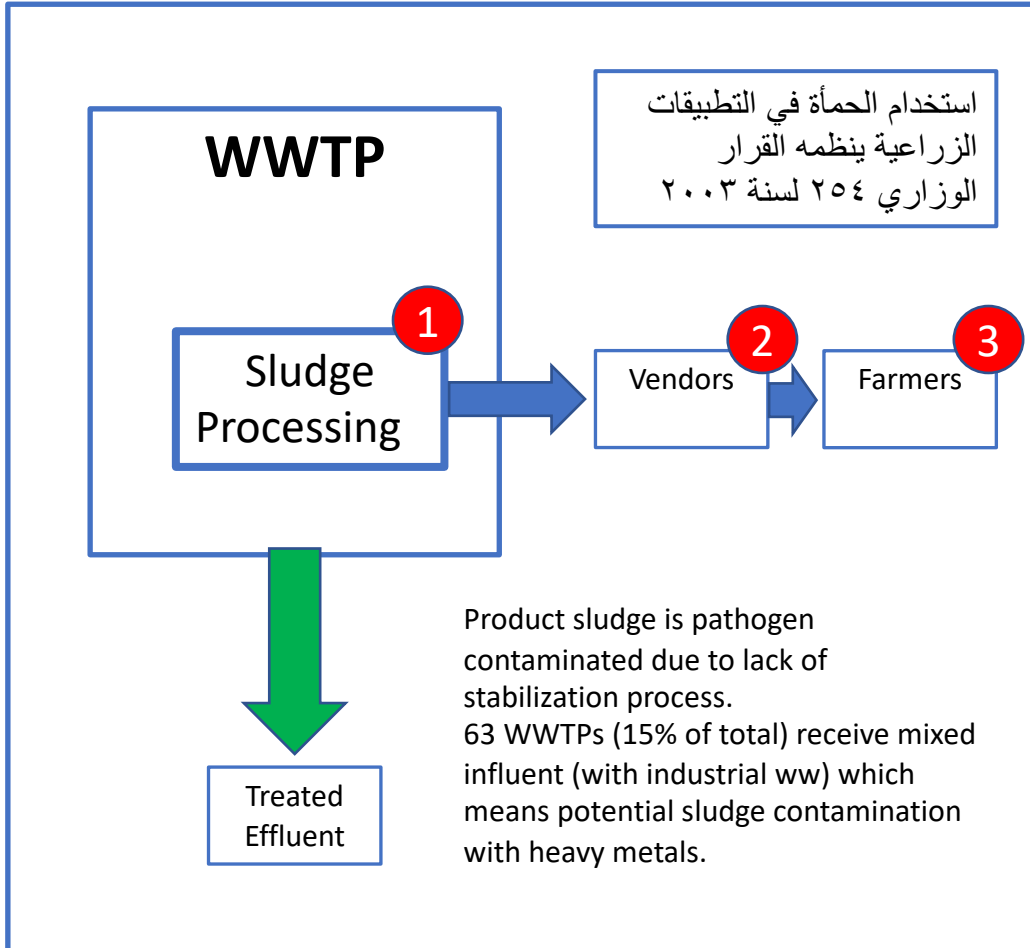 WWTP
استخدام الحمأة في التطبيقات
الزراعية ينظمه القرار
الوزاري ٢٥٤ لسنة ٢٠٠٣
1
Sludge
Processing
2
Vendors
3
Farmers
Treated
Effluent
Product sludge is pathogen
contaminated due to lack of
stabilization process.
63 WWTPs (15% of total) receive mixed
influent (with industrial ww) which
means potential sludge contamination
with heavy metals.